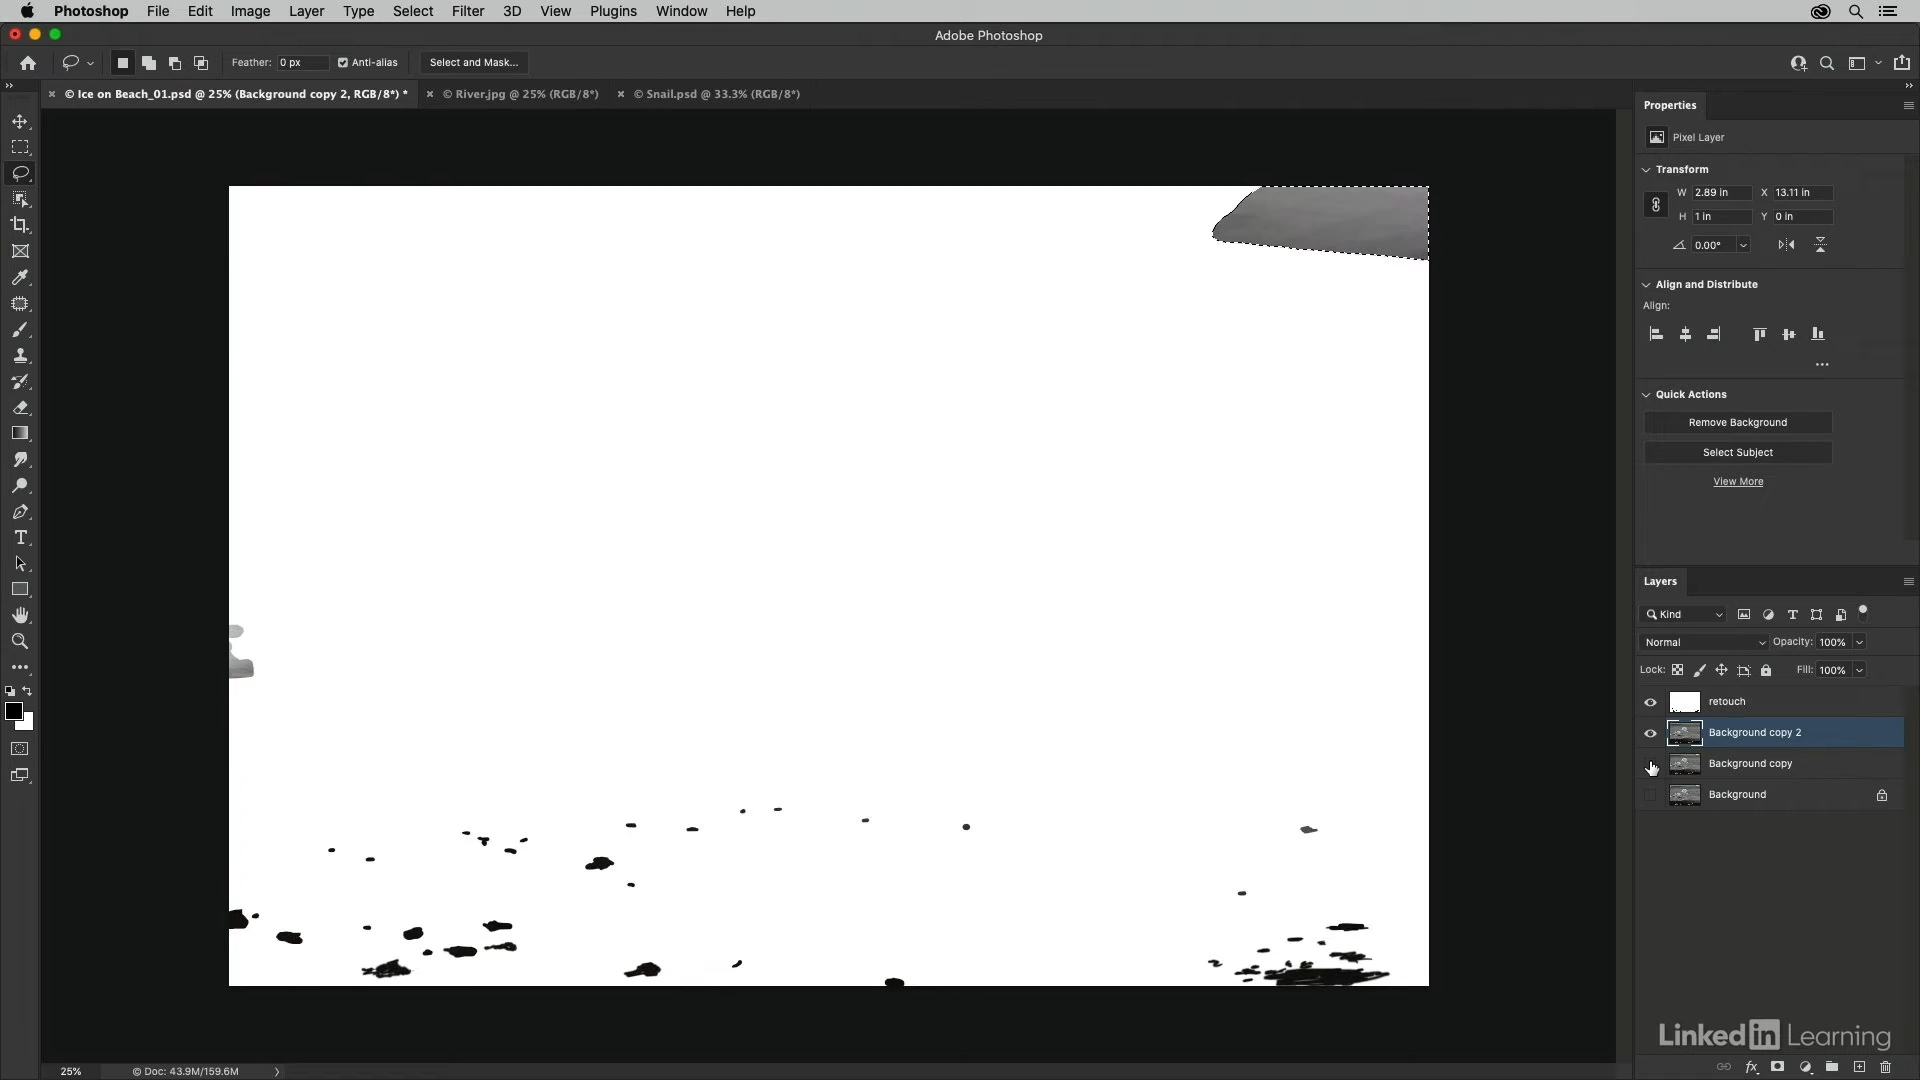 Photoshop File Edit Image Layer Type Select Filter 3D View Plugins Window Help
Adobe Photoshop
Feather: 0 px Anti-alias Select and Mask...
© Ice on Beach_01.psd @ 25% (Background copy 2, RGB/8*) * © River.jpg @ 25% (RGB/8*) © Snail.psd @ 33.3% (RGB/8*)
Properties
Pixel Layer
Transform
W 2.89 in X 13.11 in
H 1 in Y 0 in
0.00°
Align and Distribute
Align:
Quick Actions
Remove Background
Select Subject
View More
Layers
Kind
Normal Opacity: 100%
Lock: Fill: 100%
retouch
Background copy 2
Background copy
Background
LinkedIn Learning
25% © Doc: 43.9M/159.6M
fx